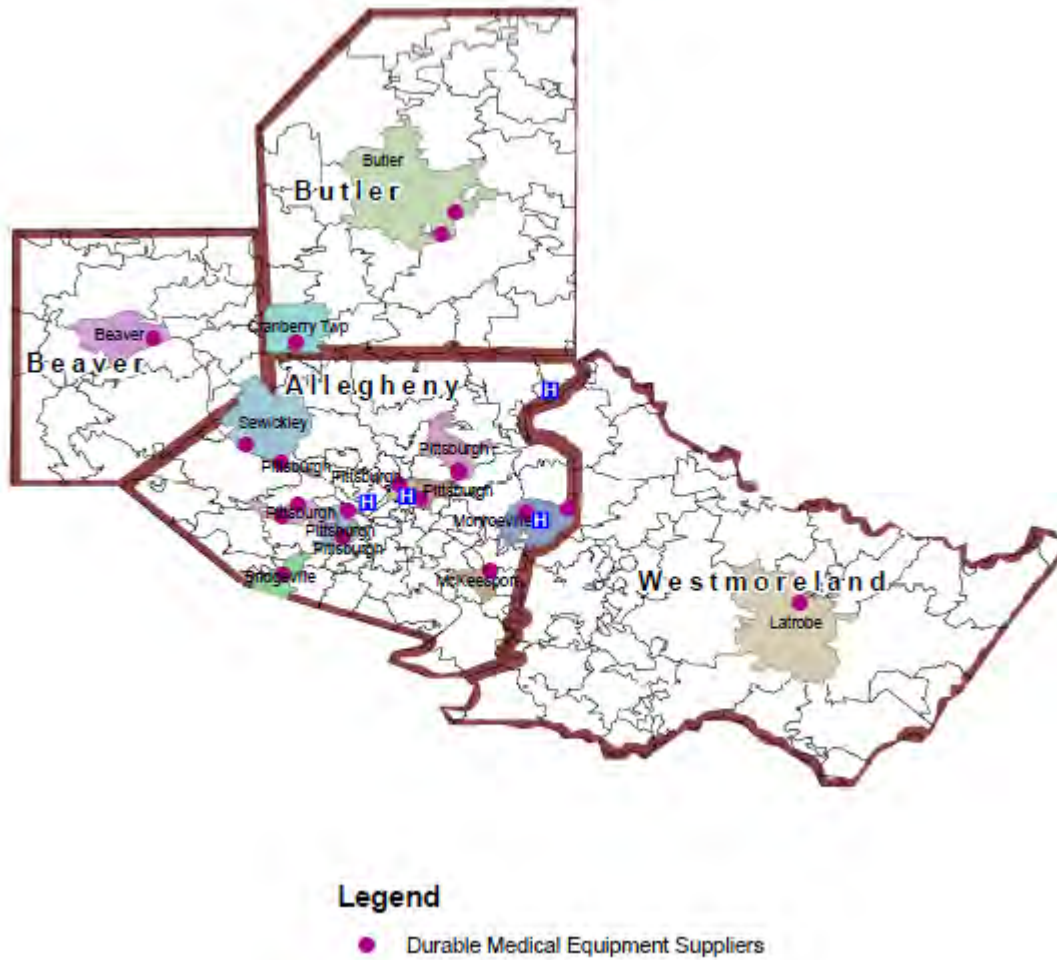 Butler
Butler
Cranberry Twp
Beaver
Beaver
Allegheny
H
Sewickley
Pittsburgh
Pittsburgh
Pittsburgh
Pittsburgh
H
H
Pittsburgh
Monroeville
H
Pittsburgh
Pittsburgh
Bridgeville
McKeesport
Westmoreland
Latrobe
Legend
Durable Medical Equipment Suppliers